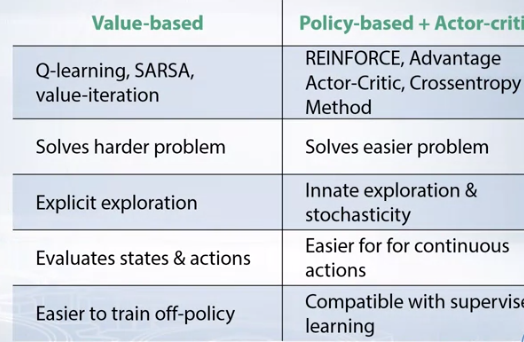 Value-based
Policy-based + Actor-criti
Q-learning, SARSA,
value-iteration
REINFORCE, Advantage
Actor-Critic, Crossentropy
Method
Solves harder problem
Solves easier problem
Explicit exploration
Innate exploration &
stochasticity
Evaluates states & actions
Easier for for continuous
actions
Easier to train off-policy
Compatible with supervise
learning